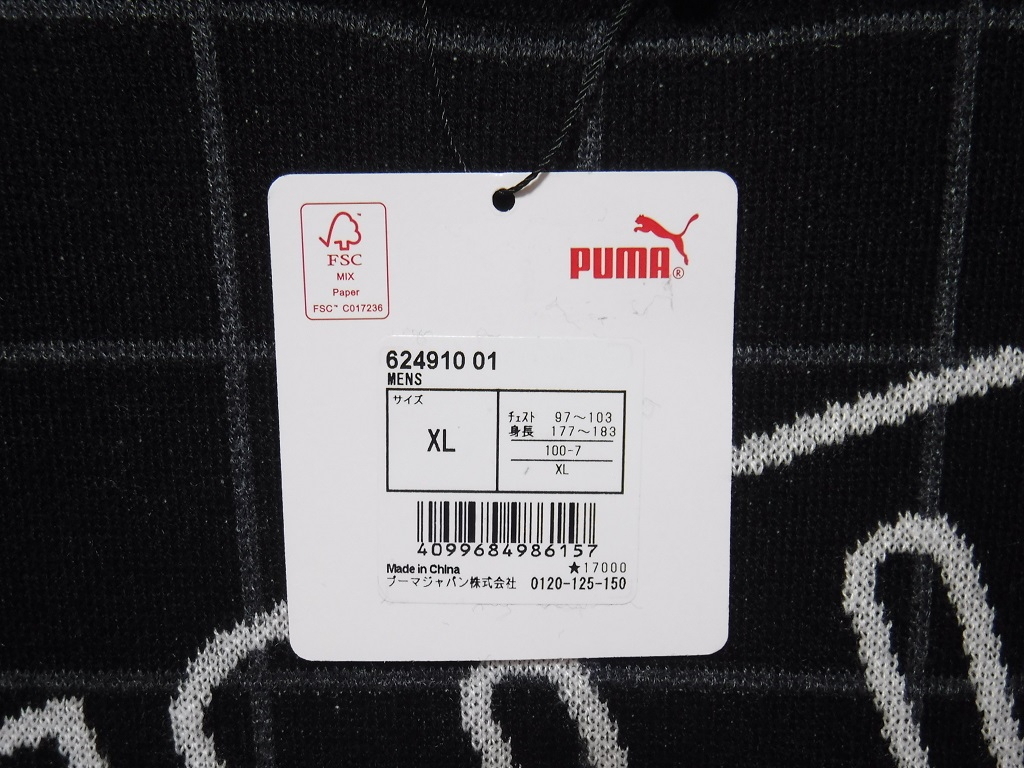 FSC™
MIX
Paper
FSC™ C017236
PUMA®
624910 01
MENS
サイズ
XL
チェスト 97～103
身長 177～183
100-7
XL
4099684986157
Made in China
★17000
プーマジャパン株式会社 0120-125-150